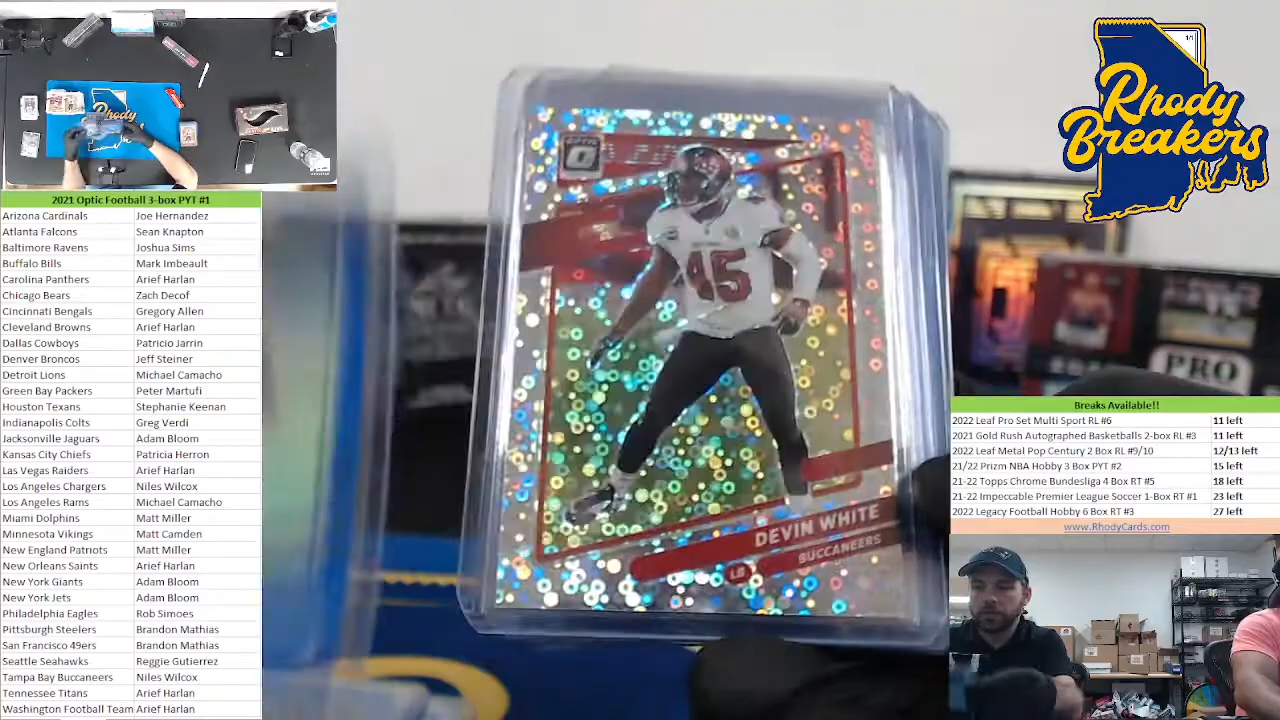 2021 Optic Football 3-box PYT #1
Arizona Cardinals Joe Hernandez
Atlanta Falcons Sean Knapton
Baltimore Ravens Joshua Sims
Buffalo Bills Mark Imbeault
Carolina Panthers Arief Harlan
Chicago Bears Zach Decof
Cincinnati Bengals Gregory Allen
Cleveland Browns Arief Harlan
Dallas Cowboys Patricio Jarrin
Denver Broncos Jeff Steiner
Detroit Lions Michael Camacho
Green Bay Packers Peter Martufi
Houston Texans Stephanie Keenan
Indianapolis Colts Greg Verdi
Jacksonville Jaguars Adam Bloom
Kansas City Chiefs Patricia Herron
Las Vegas Raiders Arief Harlan
Los Angeles Chargers Niles Wilcox
Los Angeles Rams Michael Camacho
Miami Dolphins Matt Miller
Minnesota Vikings Matt Camden
New England Patriots Matt Miller
New Orleans Saints Arief Harlan
New York Giants Adam Bloom
New York Jets Adam Bloom
Philadelphia Eagles Rob Simoes
Pittsburgh Steelers Brandon Mathias
San Francisco 49ers Brandon Mathias
Seattle Seahawks Reggie Gutierrez
Tampa Bay Buccaneers Niles Wilcox
Tennessee Titans Arief Harlan
Washington Football Team Arief Harlan
Rhody
OPTIC
45
DEVIN WHITE
LB BUCCANEERS
1/1
Rhody
Breakers
PRO
Breaks Available!!
2022 Leaf Pro Set Multi Sport RL #6 11 left
2021 Gold Rush Autographed Basketballs 2-box RL #3 11 left
2022 Leaf Metal Pop Century 2 Box RL #9/10 12/13 left
21/22 Prizm NBA Hobby 3 Box PYT #2 15 left
21-22 Topps Chrome Bundesliga 4 Box RT #5 18 left
21-22 Impeccable Premier League Soccer 1-Box RT #1 23 left
2022 Legacy Football Hobby 6 Box RT #3 27 left
www.RhodyCards.com